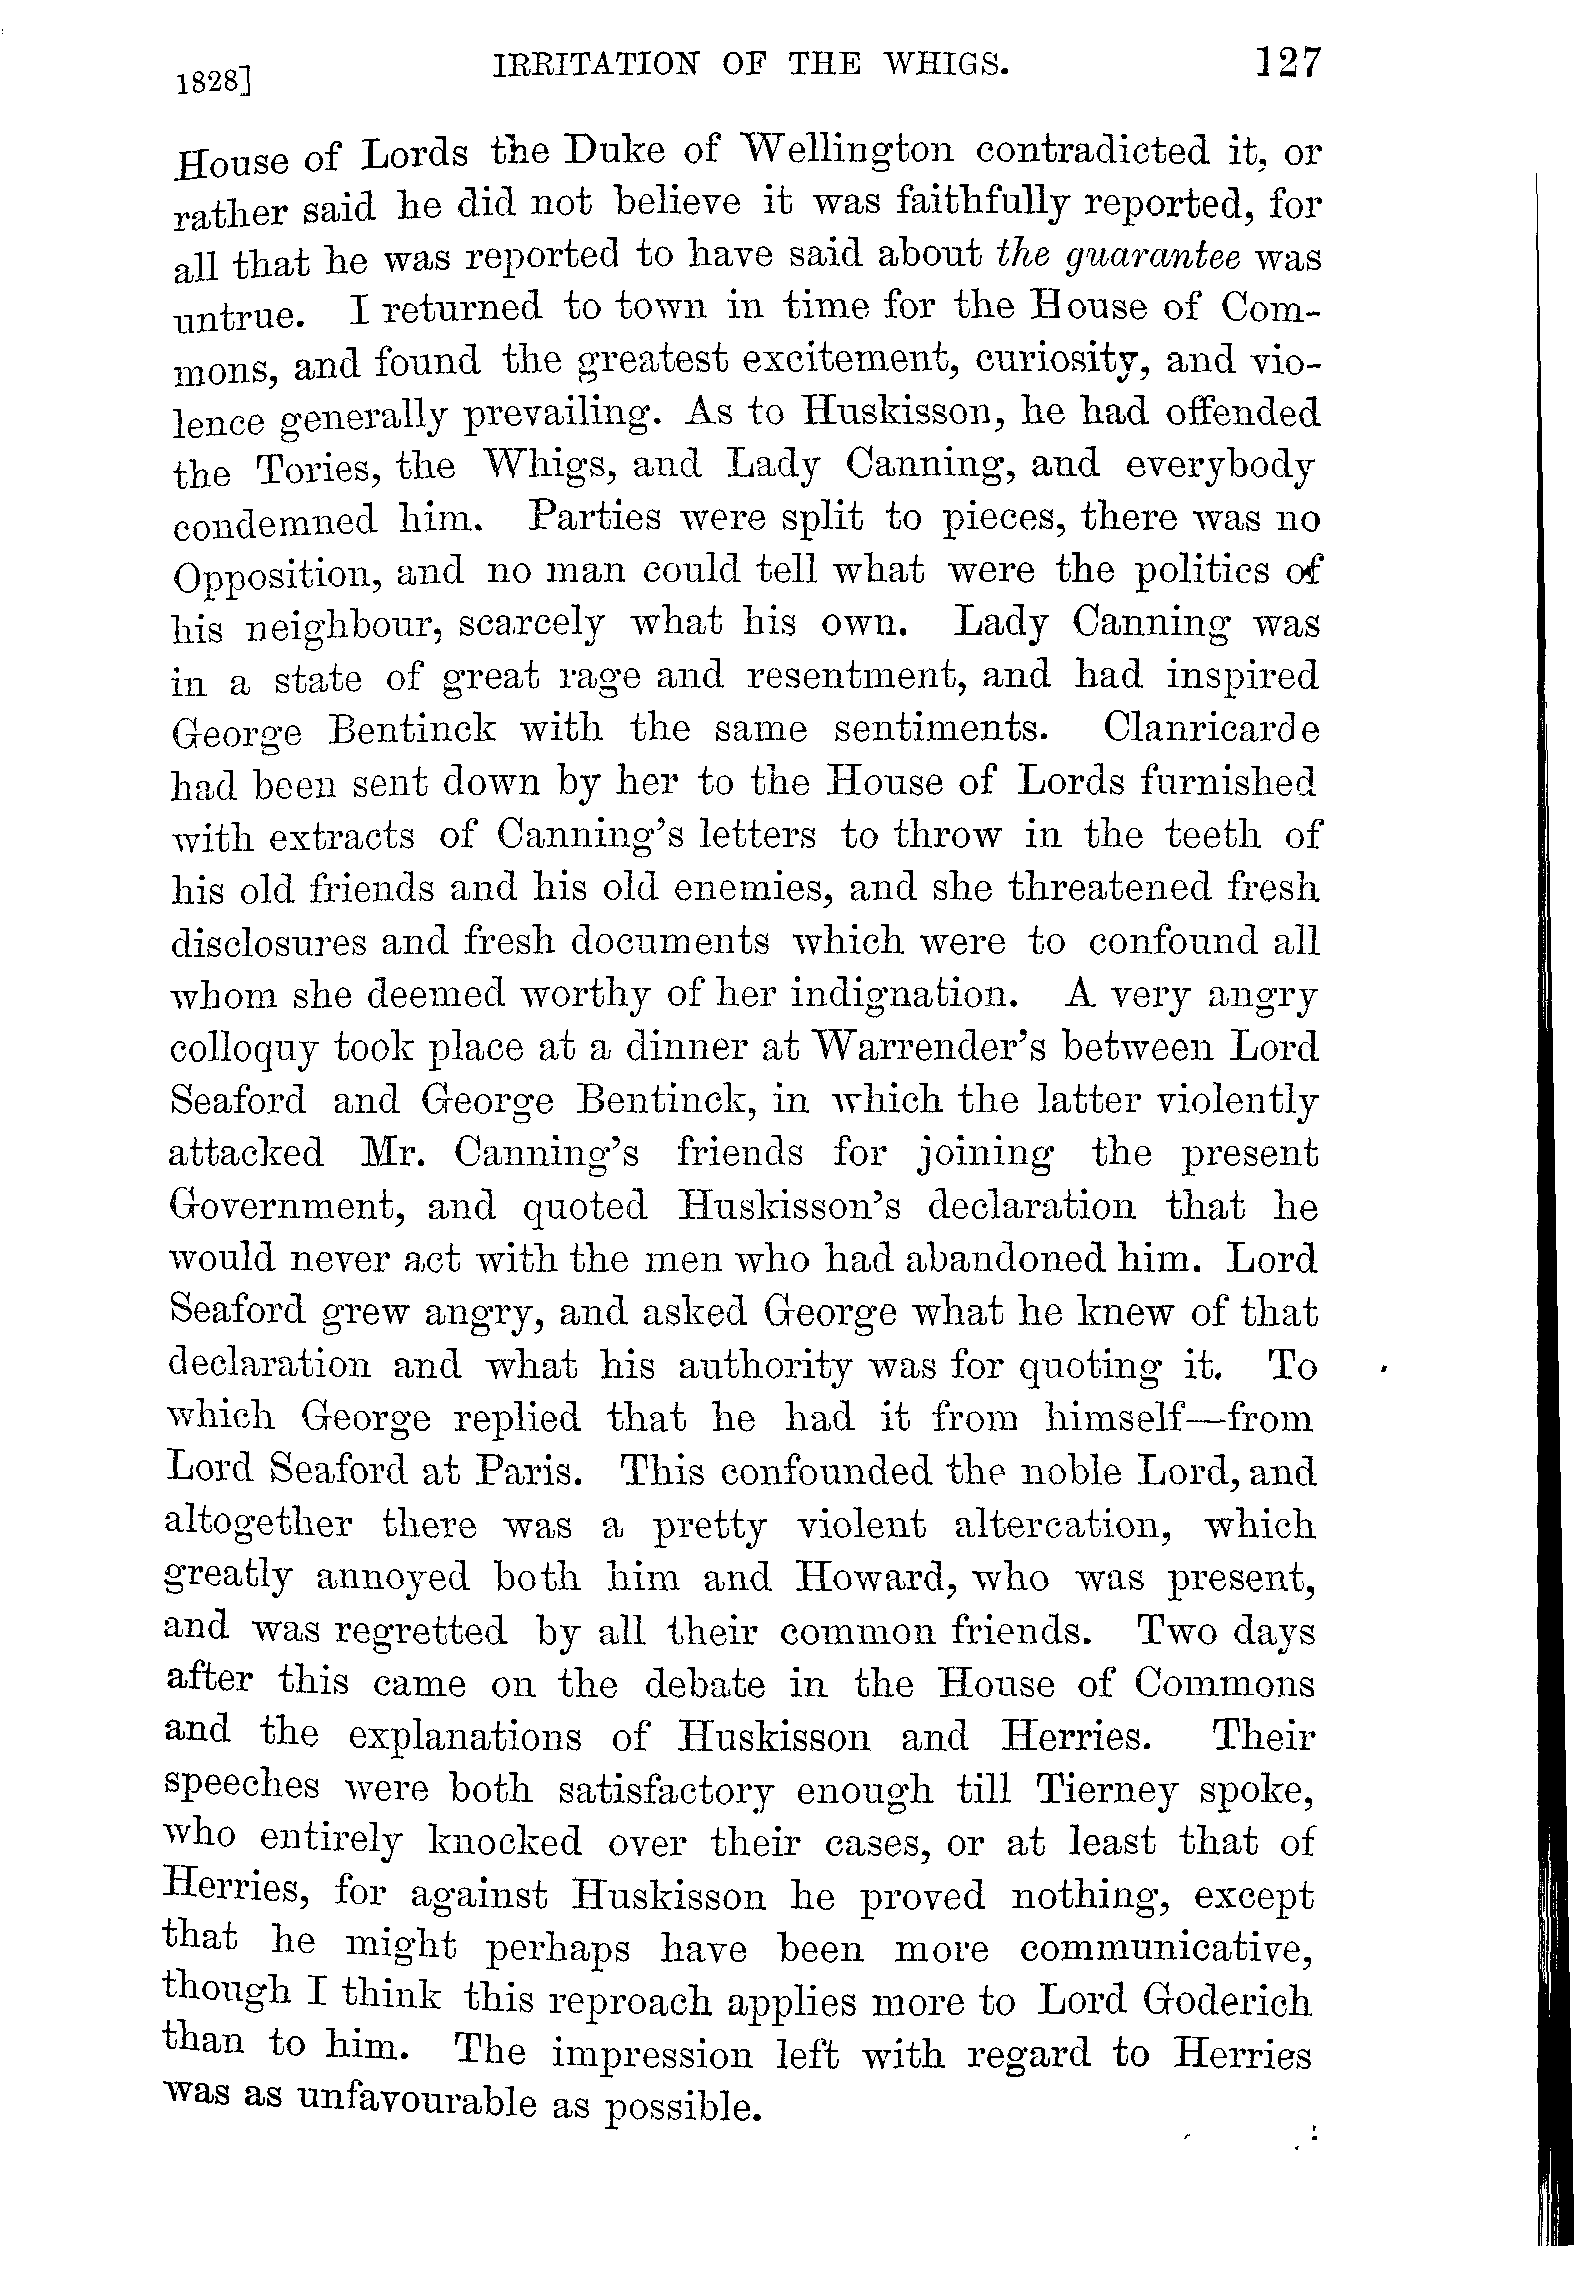 1828] IRRITATION OF THE WHIGS. 127
House of Lords the Duke of Wellington contradicted it, or
rather said he did not believe it was faithfully reported, for
all that he was reported to have said about the guarantee was
untrue. I returned to town in time for the House of Com-
mons, and found the greatest excitement, curiosity, and vio-
lence generally prevailing. As to Huskisson, he had offended
the Tories, the Whigs, and Lady Canning, and everybody
condemned him. Parties were split to pieces, there was no
Opposition, and no man could tell what were the politics of
his neighbour, scarcely what his own. Lady Canning was
in a state of great rage and resentment, and had inspired
George Bentinck with the same sentiments. Clanricarde
had been sent down by her to the House of Lords furnished
with extracts of Canning's letters to throw in the teeth of
his old friends and his old enemies, and she threatened fresh
disclosures and fresh documents which were to confound all
whom she deemed worthy of her indignation. A very angry
colloquy took place at a dinner at Warrender's between Lord
Seaford and George Bentinck, in which the latter violently
attacked Mr. Canning's friends for joining the present
Government, and quoted Huskisson's declaration that he
would never act with the men who had abandoned him. Lord
Seaford grew angry, and asked George what he knew of that
declaration and what his authority was for quoting it. To
which George replied that he had it from himself—from
Lord Seaford at Paris. This confounded the noble Lord, and
altogether there was a pretty violent altercation, which
greatly annoyed both him and Howard, who was present,
and was regretted by all their common friends. Two days
after this came on the debate in the House of Commons
and the explanations of Huskisson and Herries. Their
speeches were both satisfactory enough till Tierney spoke,
who entirely knocked over their cases, or at least that of
Herries, for against Huskisson he proved nothing, except
that he might perhaps have been more communicative,
though I think this reproach applies more to Lord Goderich
than to him. The impression left with regard to Herries
was as unfavourable as possible.